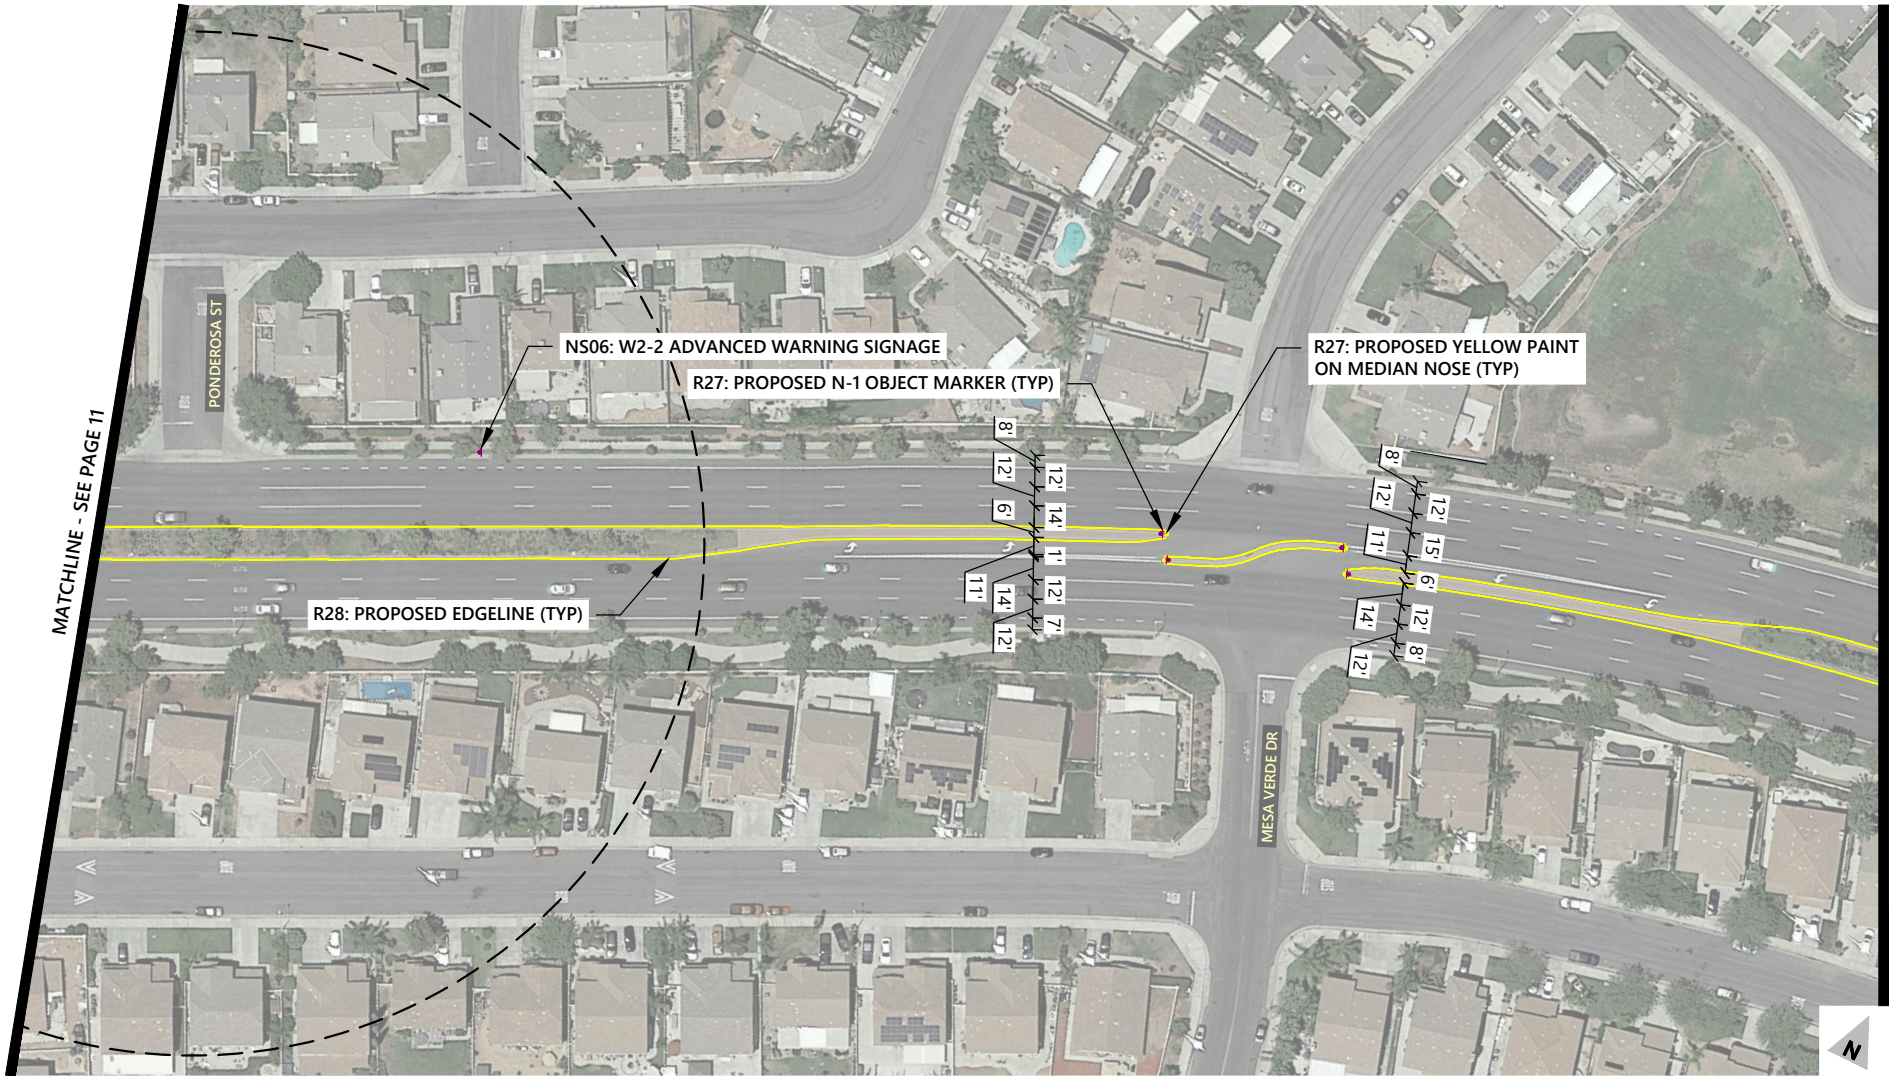 PONDEROSA ST
NS06: W2-2 ADVANCED WARNING SIGNAGE
R27: PROPOSED N-1 OBJECT MARKER (TYP)
R27: PROPOSED YELLOW PAINT
ON MEDIAN NOSE (TYP)
MATCHLINE - SEE PAGE 11
R28: PROPOSED EDGELINE (TYP)
8'
12'
12'
6'
14'
1'
11'
14'
12'
12'
7'
8'
12'
12'
11'
15'
6'
14'
12'
12'
8'
MESA VERDE DR
N